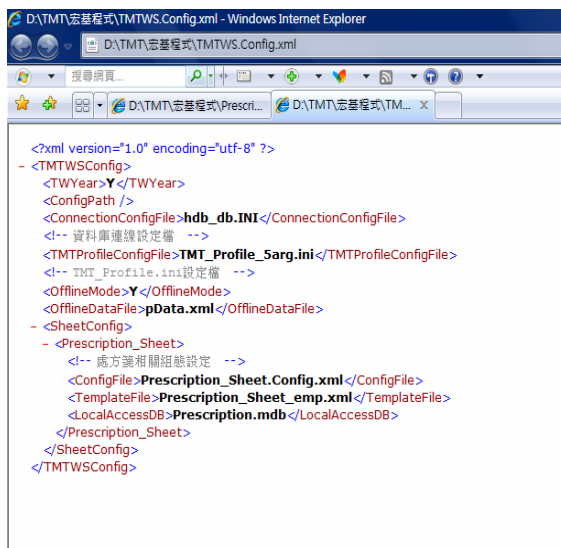 D:\TMT\宏基程式\TMTWS.Config.xml - Windows Internet Explorer
D:\TMT\宏基程式\TMTWS.Config.xml
搜尋網頁...
D:\TMT\宏基程式\Prescri... D:\TMT\宏基程式\TM... X
<?xml version="1.0" encoding="utf-8" ?>
- <TMTWSConfig>
<TWYear>Y</TWYear>
<ConfigPath />
<ConnectionConfigFile>hdb_db.INI</ConnectionConfigFile>
<!-- 資料庫連線設定檔 -->
<TMTProfileConfigFile>TMT_Profile_5arg.ini</TMTProfileConfigFile>
<!-- TMT_Profile.ini設定檔 -->
<OfflineMode>Y</OfflineMode>
<OfflineDataFile>pData.xml</OfflineDataFile>
- <SheetConfig>
- <Prescription_Sheet>
<!-- 處方箋相關組態設定 -->
<ConfigFile>Prescription_Sheet.Config.xml</ConfigFile>
<TemplateFile>Prescription_Sheet_emp.xml</TemplateFile>
<LocalAccessDB>Prescription.mdb</LocalAccessDB>
</Prescription_Sheet>
</SheetConfig>
</TMTWSConfig>